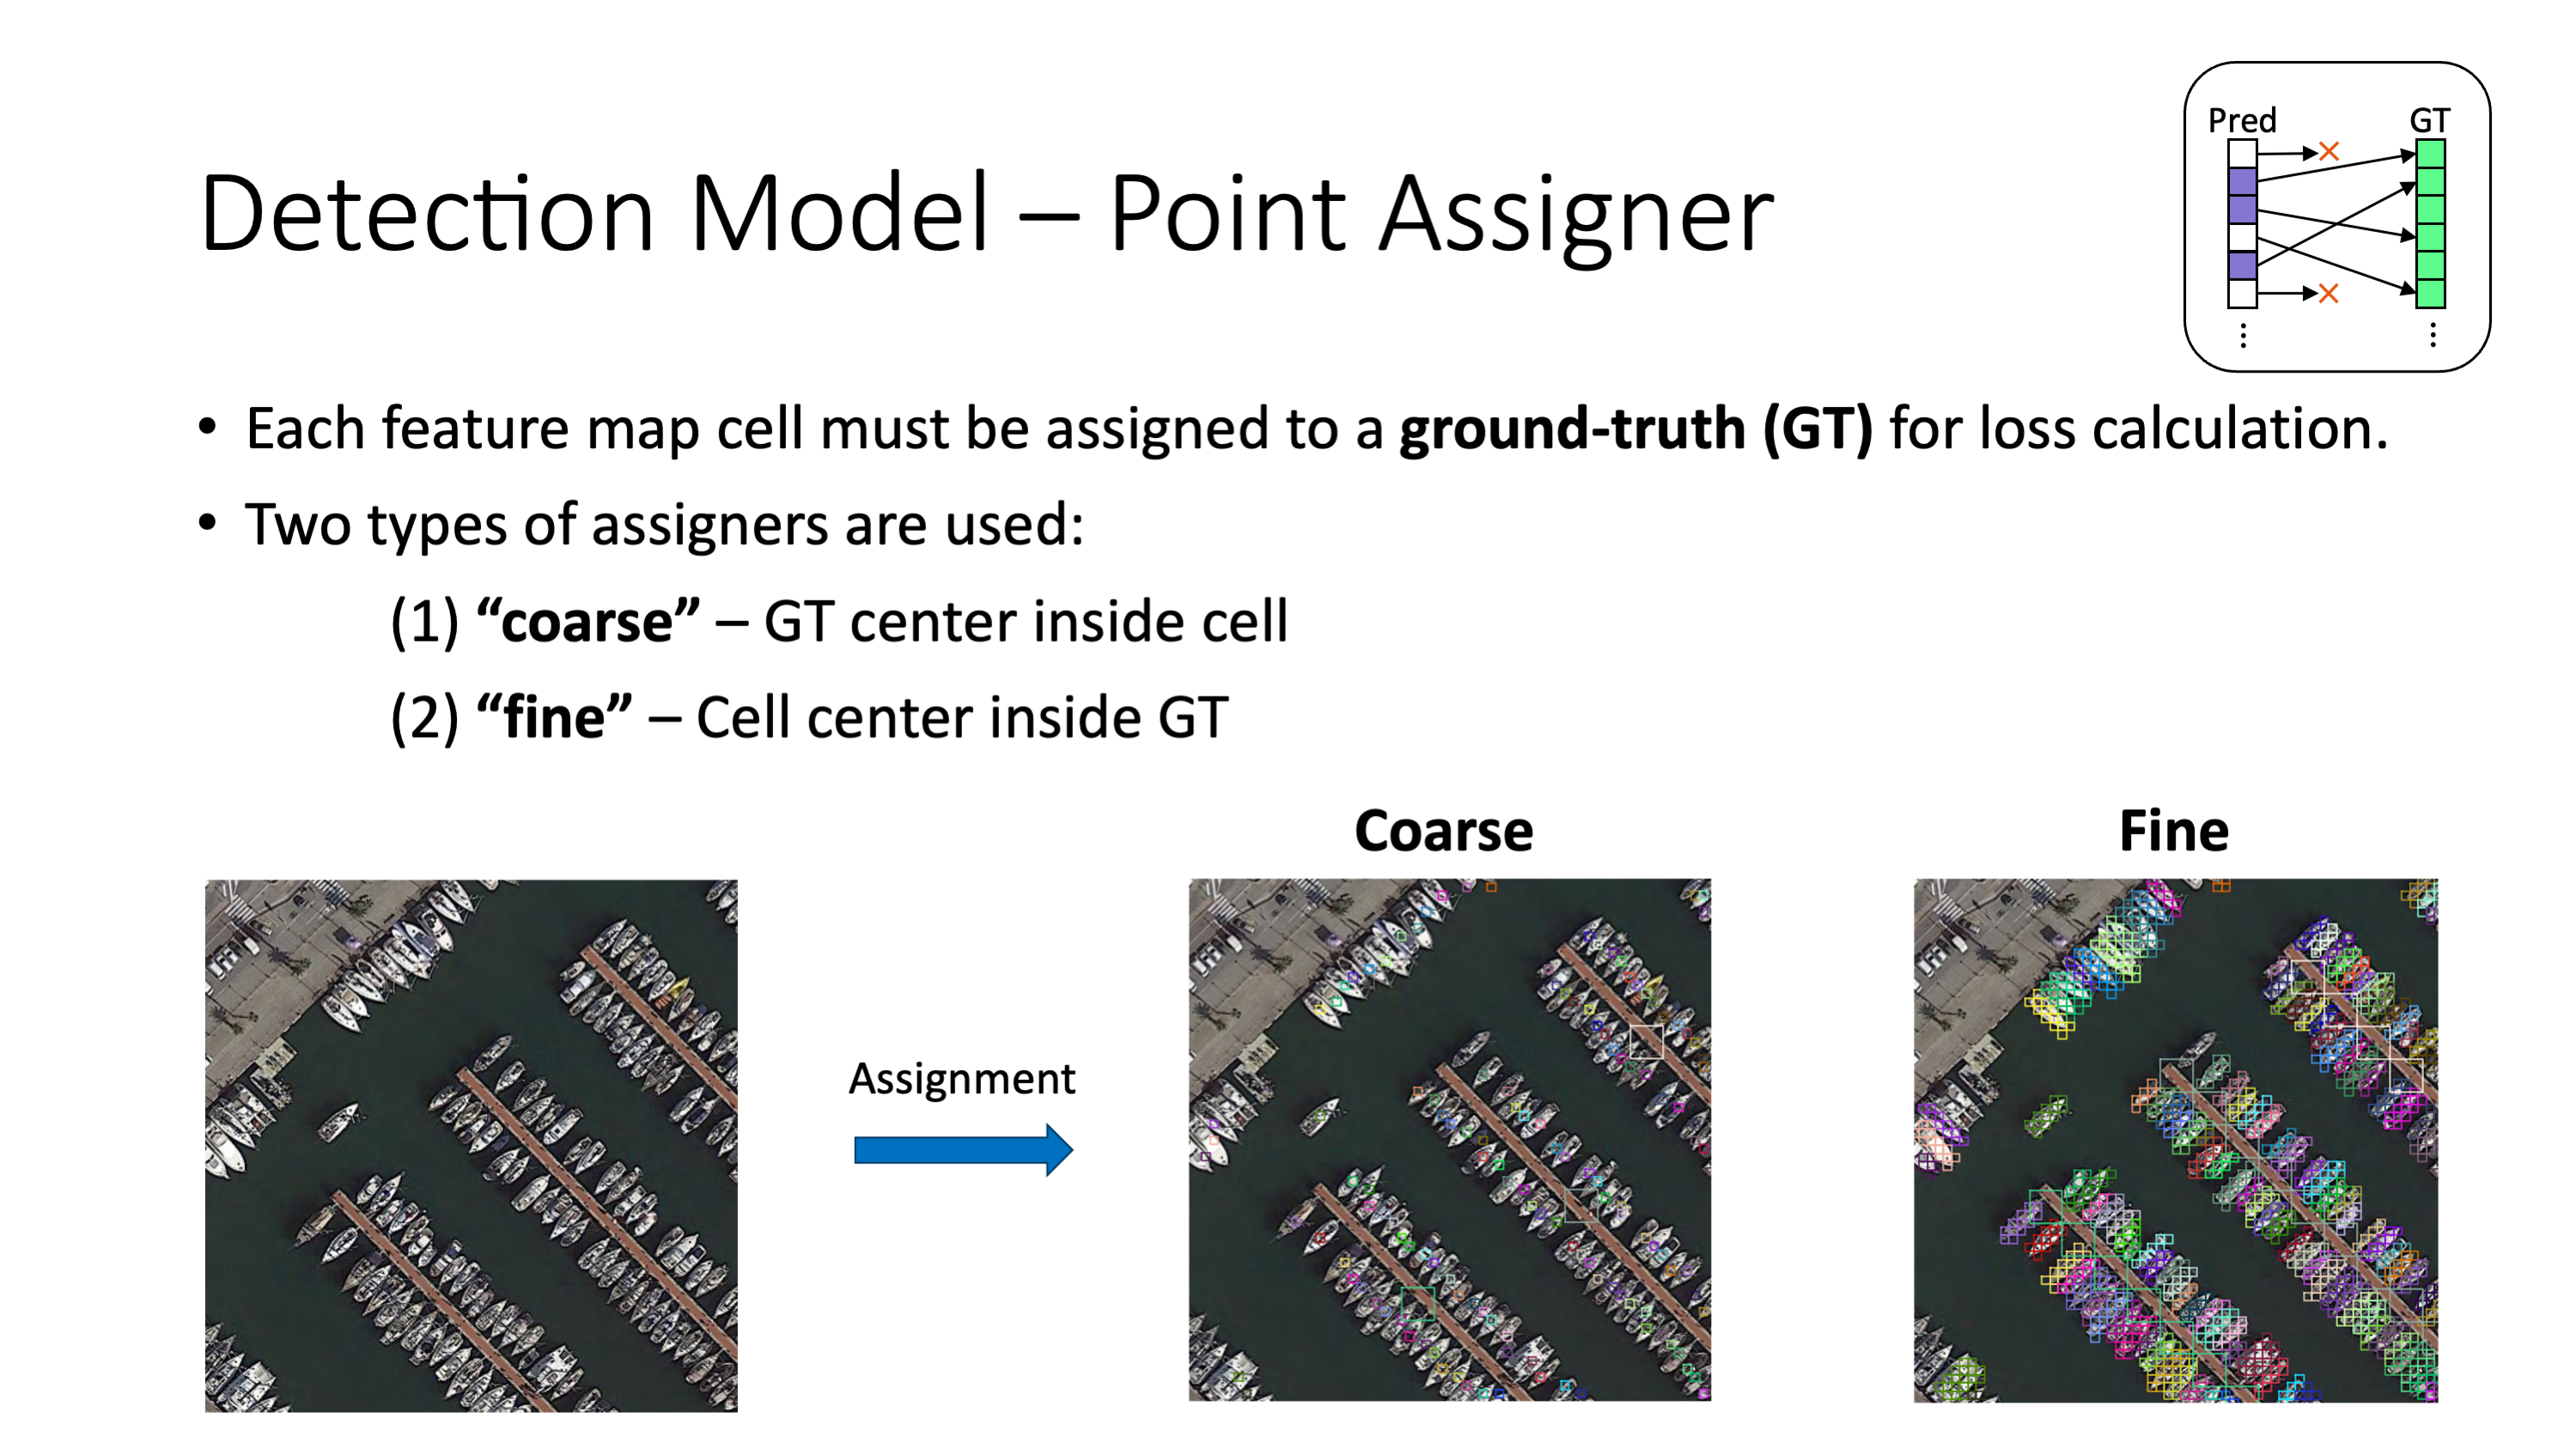 Pred GT
Detection Model – Point Assigner
• Each feature map cell must be assigned to a ground-truth (GT) for loss calculation.
• Two types of assigners are used:
(1) “coarse” – GT center inside cell
(2) “fine” – Cell center inside GT
Coarse
Fine
Assignment